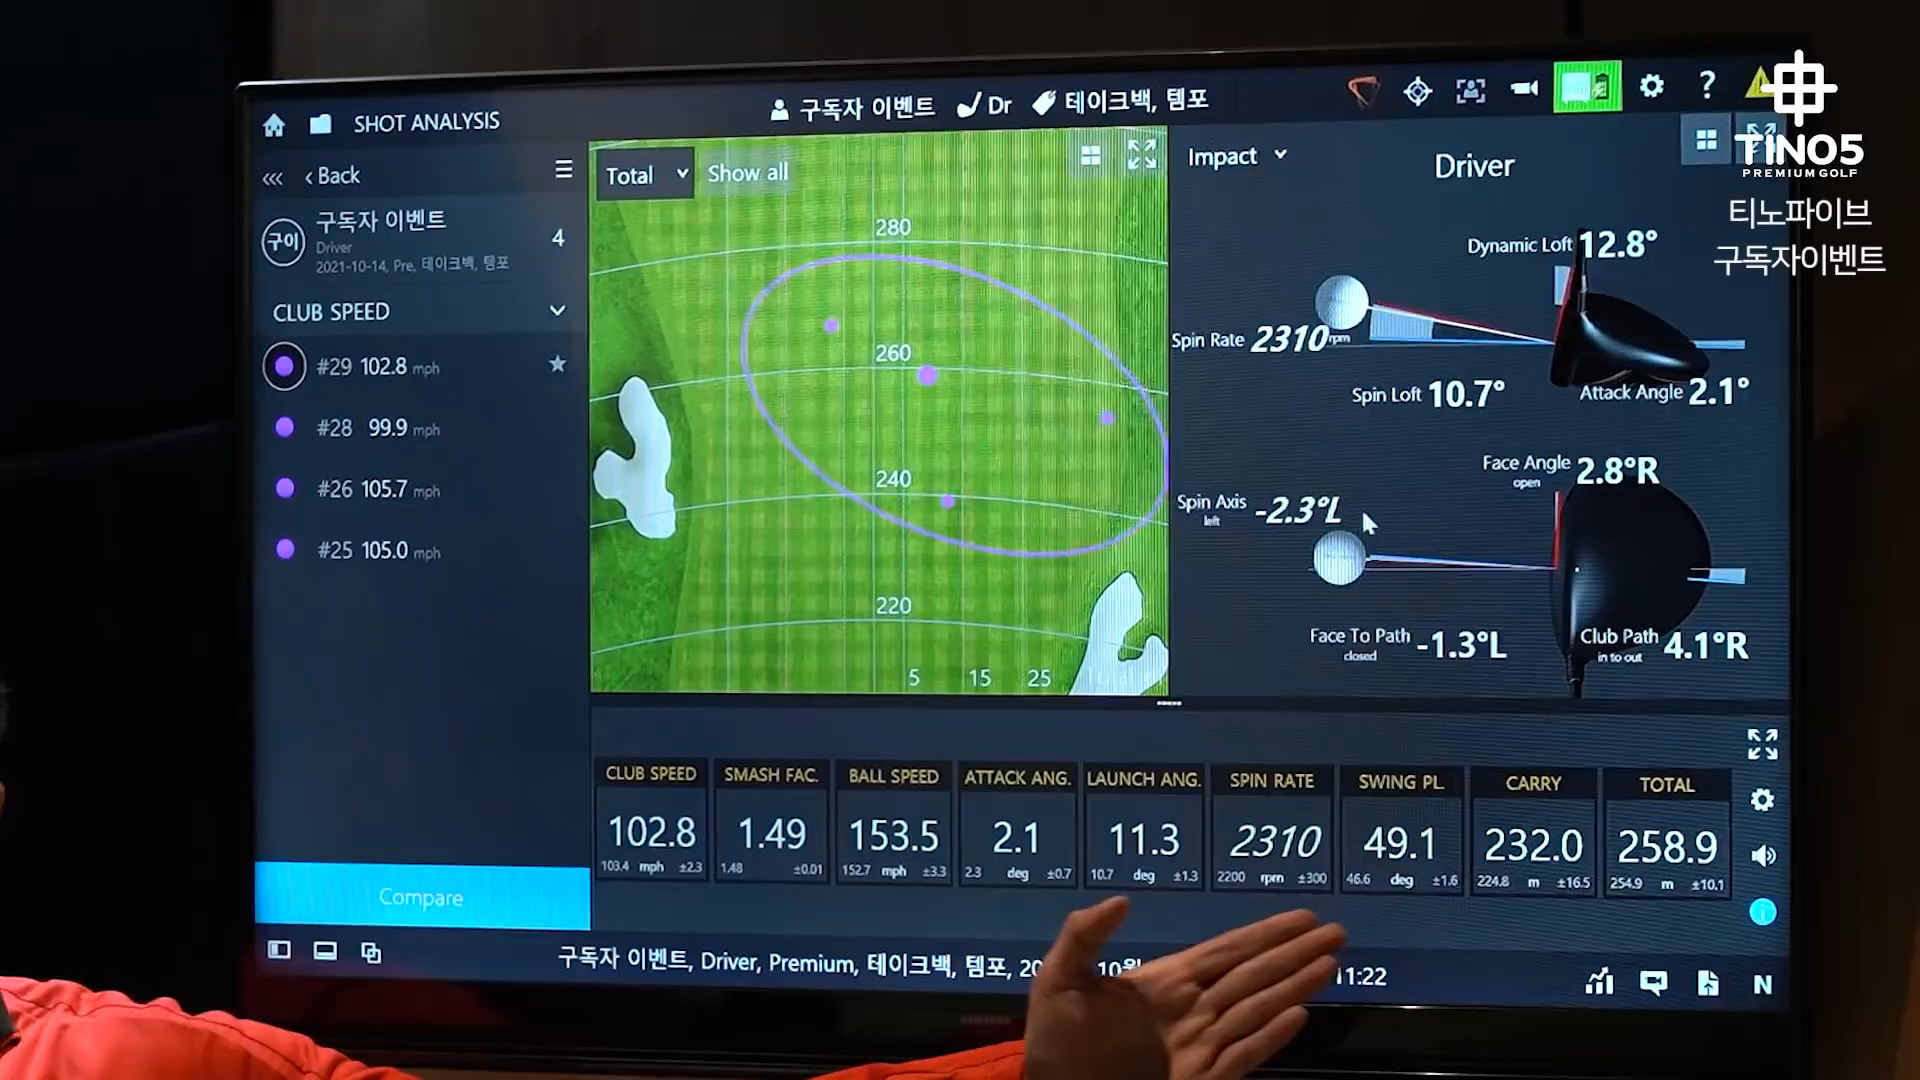 SHOT ANALYSIS
구독자 이벤트 Dr 테이크백, 템포
?
TINO5
PREMIUM GOLF
티노파이브
구독자이벤트
‹‹‹ ‹ Back
구이 구독자 이벤트 4
Driver
2021-10-14, Pre, 테이크백, 템포
CLUB SPEED
#29 102.8 mph
#28 99.9 mph
#26 105.7 mph
#25 105.0 mph
Compare
Total Show all
280
260
240
220
5 15 25
Impact
Driver
Dynamic Loft 12.8°
Spin Rate 2310 rpm
Spin Loft 10.7°
Attack Angle 2.1°
Face Angle 2.8°R
open
Spin Axis -2.3°L
left
Face To Path -1.3°L
closed
Club Path 4.1°R
in to out
CLUB SPEED SMASH FAC. BALL SPEED ATTACK ANG. LAUNCH ANG. SPIN RATE SWING PL. CARRY TOTAL
102.8 1.49 153.5 2.1 11.3 2310 49.1 232.0 258.9
103.4 mph ±2.3 1.48 ±0.01 152.7 mph ±3.3 2.3 deg ±0.7 10.7 deg ±1.3 2200 rpm ±300 46.6 deg ±1.6 224.8 m ±16.5 254.9 m ±10.1
구독자 이벤트, Driver, Premium, 테이크백, 템포, 20 10월 11:22
N